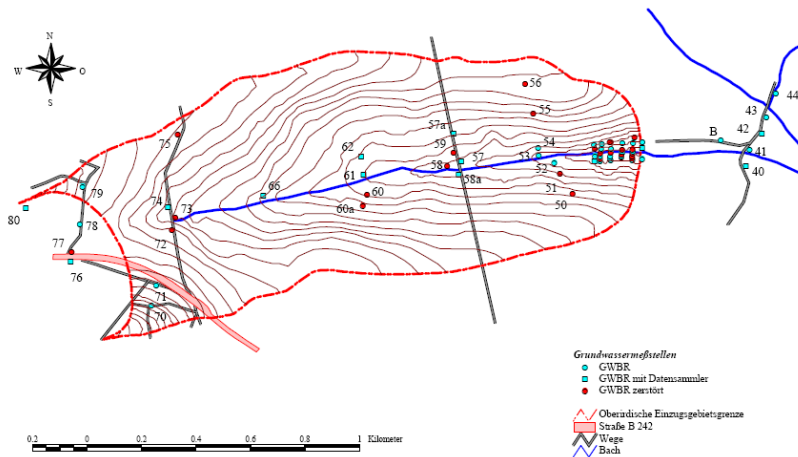 N
W
O
S
56
55
57a
59
58
57
58a
54
53
52
51
50
62
61
60
60a
66
75
74
73
72
79
78
80
77
76
71
70
B
44
43
42
41
40
Grundwassermeßstellen
GWBR
GWBR mit Datensammler
GWBR zerstört
Oberirdische Einzugsgebietsgrenze
Straße B 242
Wege
Bach
0.2 0 0.2 0.4 0.6 0.8 1 Kilometer